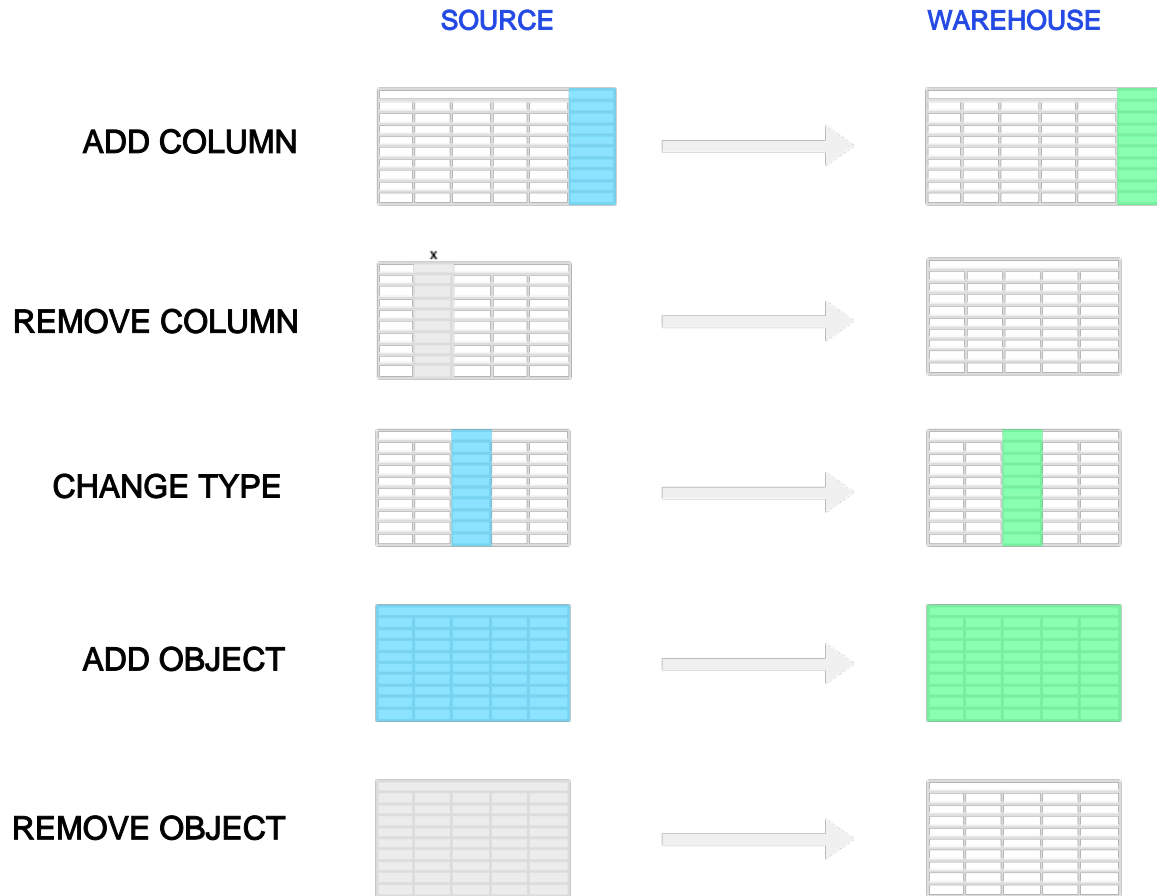 SOURCE
WAREHOUSE
ADD COLUMN
x
REMOVE COLUMN
CHANGE TYPE
ADD OBJECT
REMOVE OBJECT